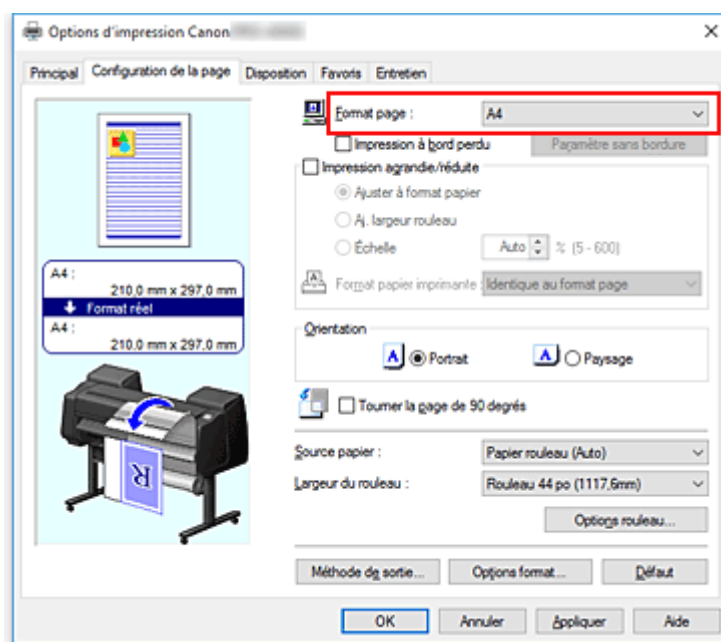 Options d'impression Canon
Principal Configuration de la page Disposition Favoris Entretien
Format page : A4
Impression à bord perdu Paramètre sans bordure
Impression agrandie/réduite
Ajuster à format papier
Aj. largeur rouleau
Échelle Auto % (5 - 600)
Format papier imprimante : Identique au format page
A4 :
210,0 mm x 297,0 mm
Format réel
A4 :
210,0 mm x 297,0 mm
Orientation
A Portrait A Paysage
Tourner la page de 90 degrés
R
Source papier : Papier rouleau (Auto)
Largeur du rouleau : Rouleau 44 po (1117,6mm)
Options rouleau...
Méthode de sortie... Options format... Défaut
OK Annuler Appliquer Aide